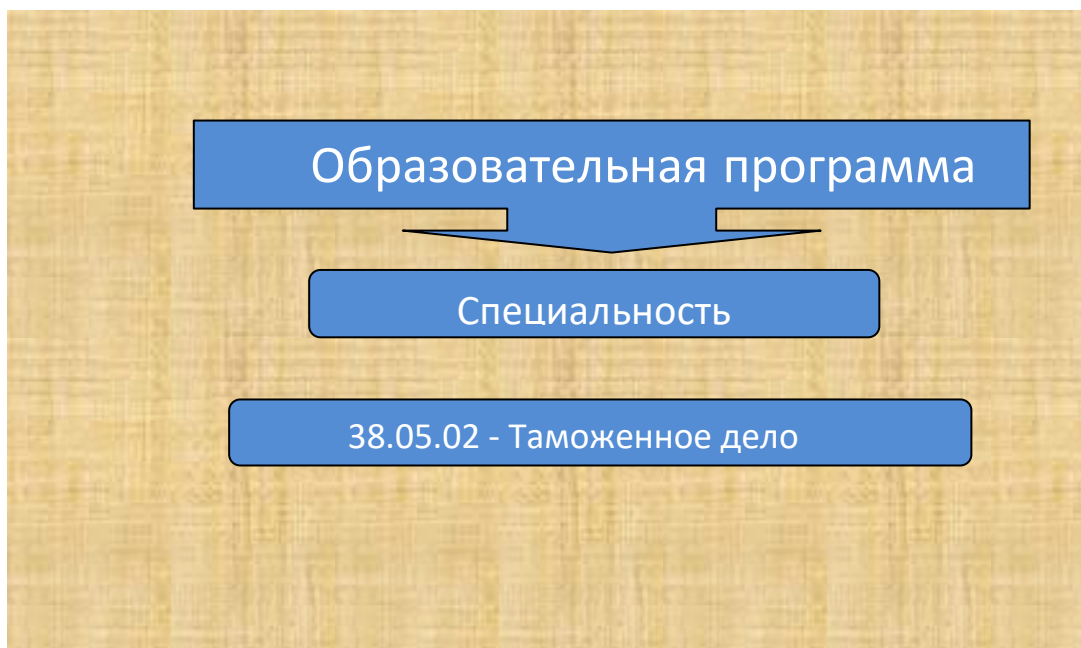 Образовательная программа
Специальность
38.05.02 - Таможенное дело